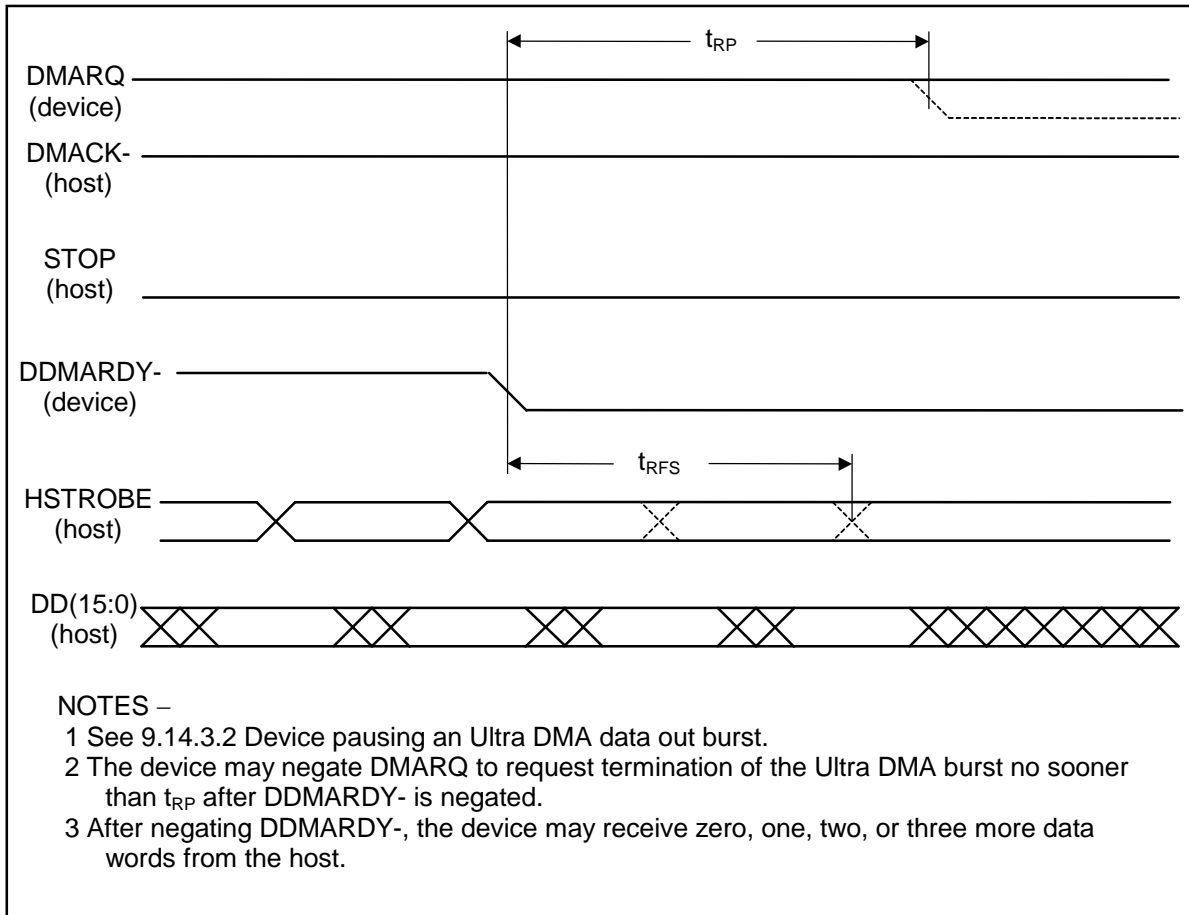 tRP
DMARQ
(device)
DMACK-
(host)
STOP
(host)
DDMARDY-
(device)
tRFS
HSTROBE
(host)
DD(15:0)
(host)
NOTES –
1 See 9.14.3.2 Device pausing an Ultra DMA data out burst.
2 The device may negate DMARQ to request termination of the Ultra DMA burst no sooner
than tRP after DDMARDY- is negated.
3 After negating DDMARDY-, the device may receive zero, one, two, or three more data
words from the host.